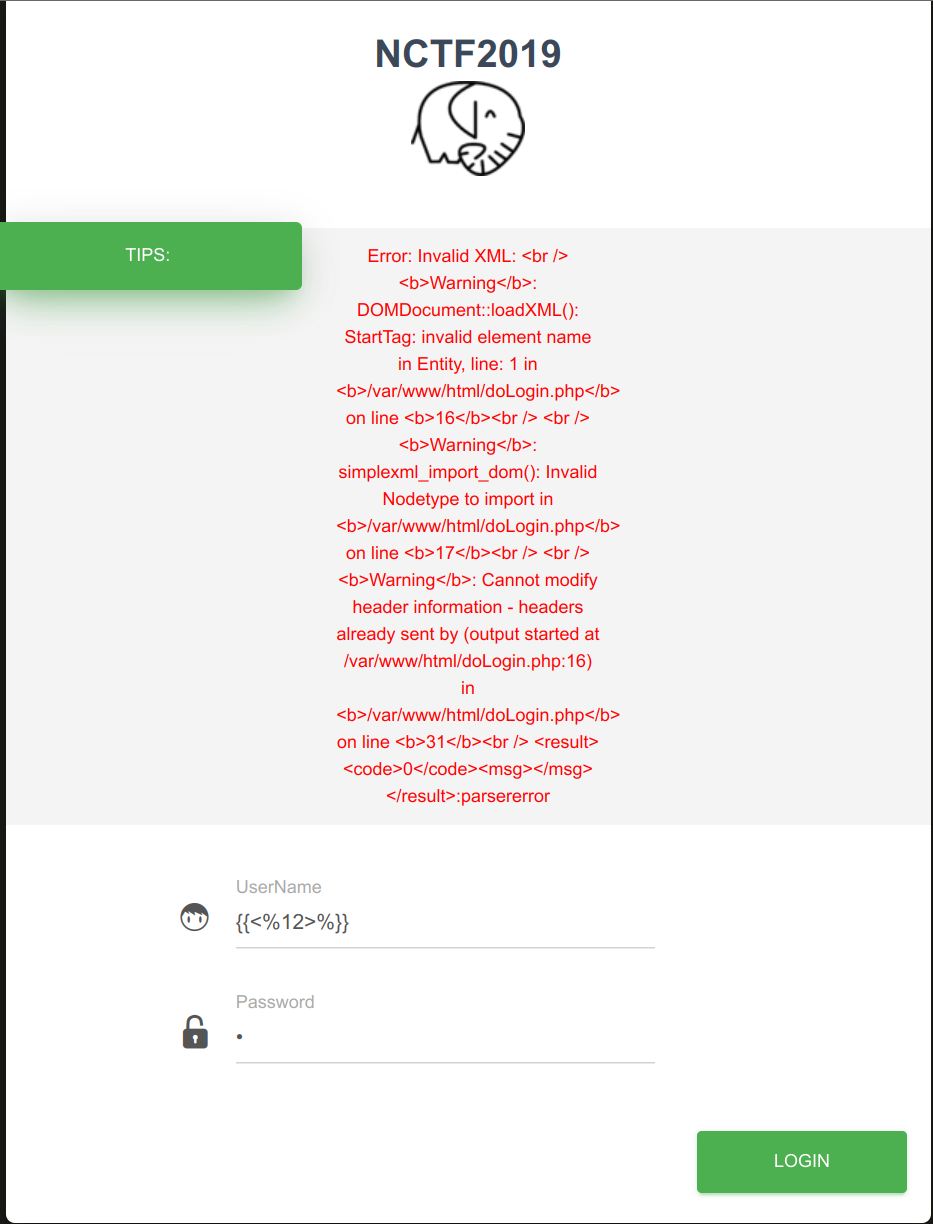 NCTF2019
TIPS:
Error: Invalid XML: <br />
<b>Warning</b>:
DOMDocument::loadXML():
StartTag: invalid element name
in Entity, line: 1 in
<b>/var/www/html/doLogin.php</b>
on line <b>16</b><br /> <br />
<b>Warning</b>:
simplexml_import_dom(): Invalid
Nodetype to import in
<b>/var/www/html/doLogin.php</b>
on line <b>17</b><br /> <br />
<b>Warning</b>: Cannot modify
header information - headers
already sent by (output started at
/var/www/html/doLogin.php:16)
in
<b>/var/www/html/doLogin.php</b>
on line <b>31</b><br /> <result>
<code>0</code><msg></msg>
</result>:parsererror
UserName
{{<%12>%}}
Password
•
LOGIN